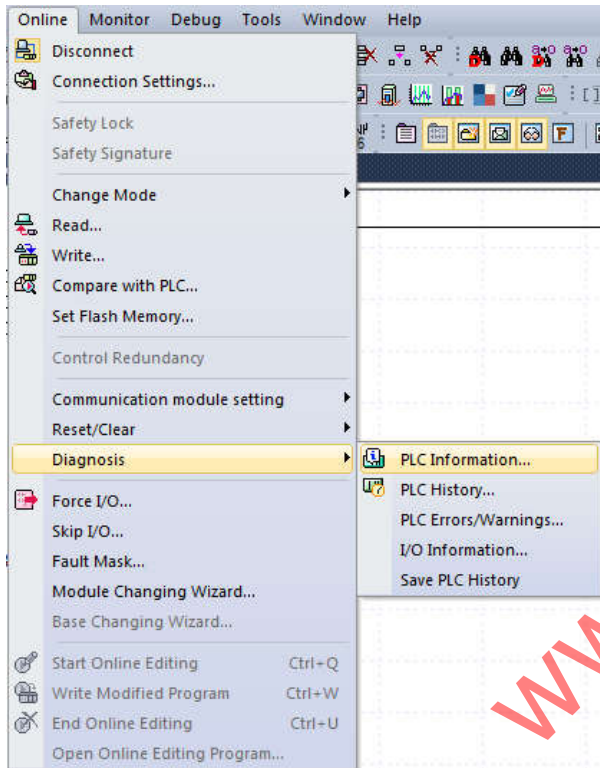 Online Monitor Debug Tools Window Help
Disconnect
Connection Settings...
Safety Lock
Safety Signature
Change Mode
Read...
Write...
Compare with PLC...
Set Flash Memory...
Control Redundancy
Communication module setting
Reset/Clear
Diagnosis
PLC Information...
PLC History...
PLC Errors/Warnings...
I/O Information...
Save PLC History
Force I/O...
Skip I/O...
Fault Mask...
Module Changing Wizard...
Base Changing Wizard...
Start Online Editing Ctrl+Q
Write Modified Program Ctrl+W
End Online Editing Ctrl+U
Open Online Editing Program...